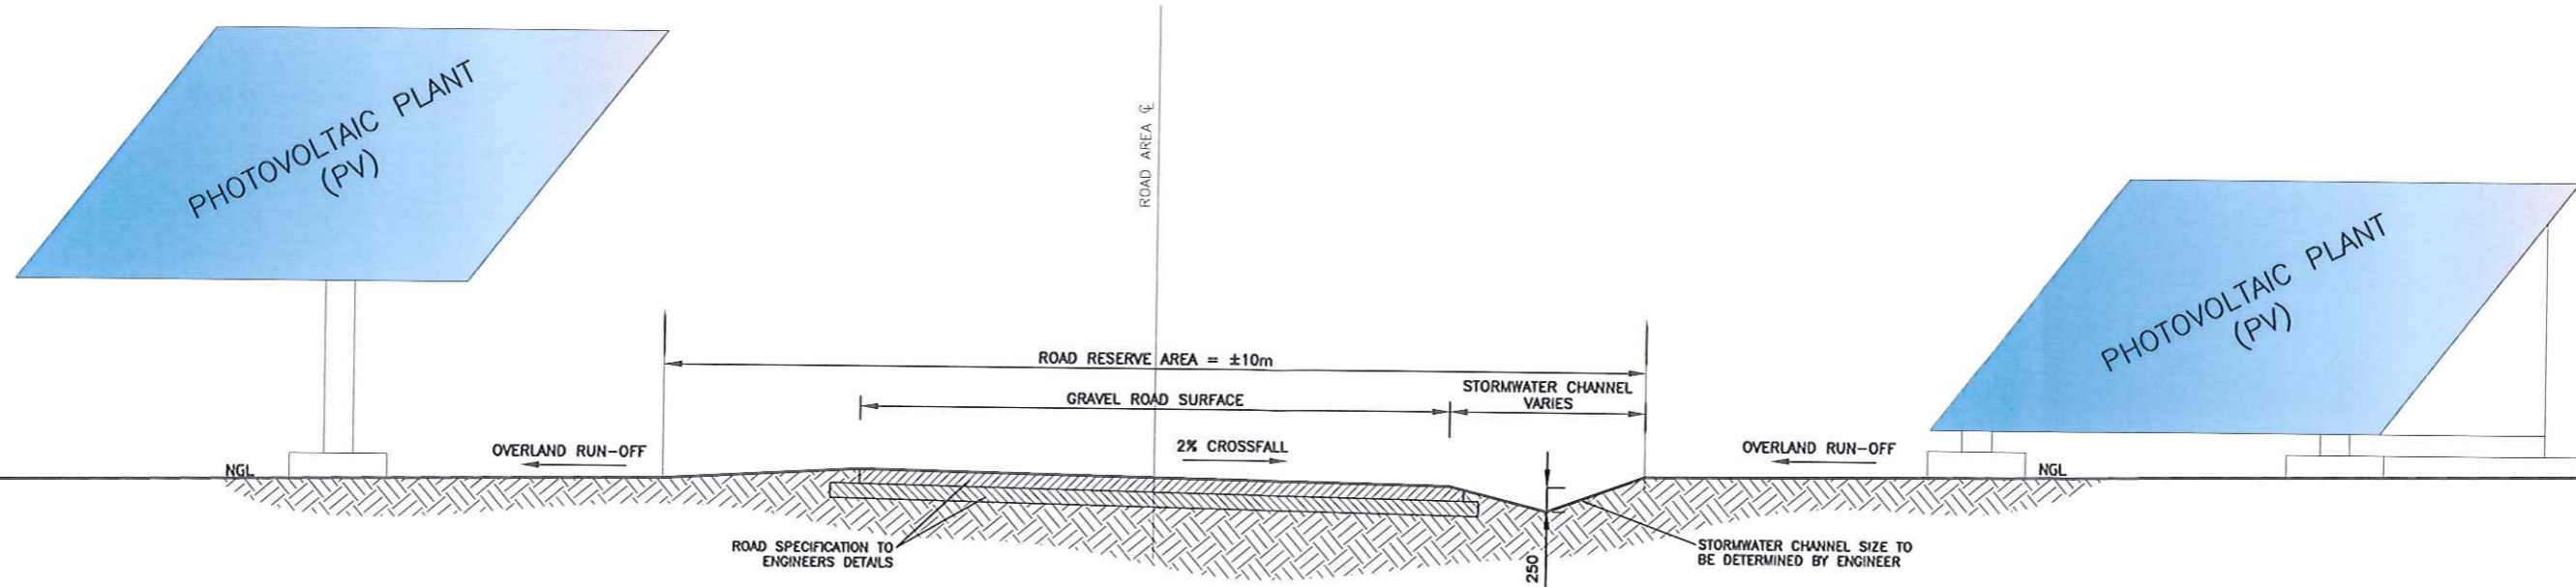 PHOTOVOLTAIC PLANT
(PV)
ROAD AREA ℄
PHOTOVOLTAIC PLANT
(PV)
ROAD RESERVE AREA = ±10m
GRAVEL ROAD SURFACE
STORMWATER CHANNEL
VARIES
OVERLAND RUN-OFF
2% CROSSFALL
OVERLAND RUN-OFF
NGL
NGL
ROAD SPECIFICATION TO
ENGINEERS DETAILS
250
STORMWATER CHANNEL SIZE TO
BE DETERMINED BY ENGINEER